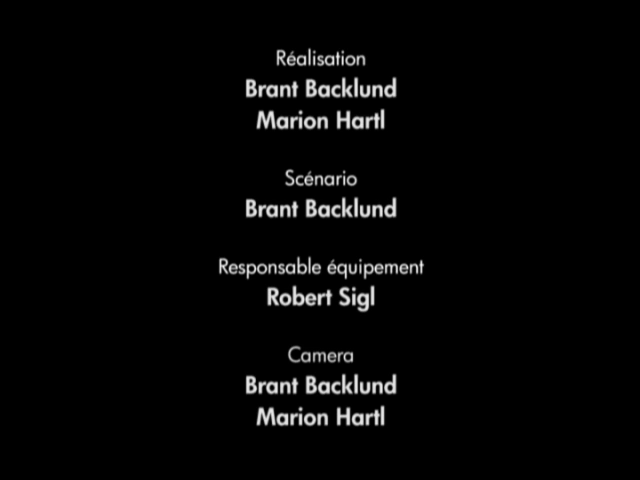 Réalisation
Brant Backlund
Marion Hartl
Scénario
Brant Backlund
Responsable équipement
Robert Sigl
Camera
Brant Backlund
Marion Hartl